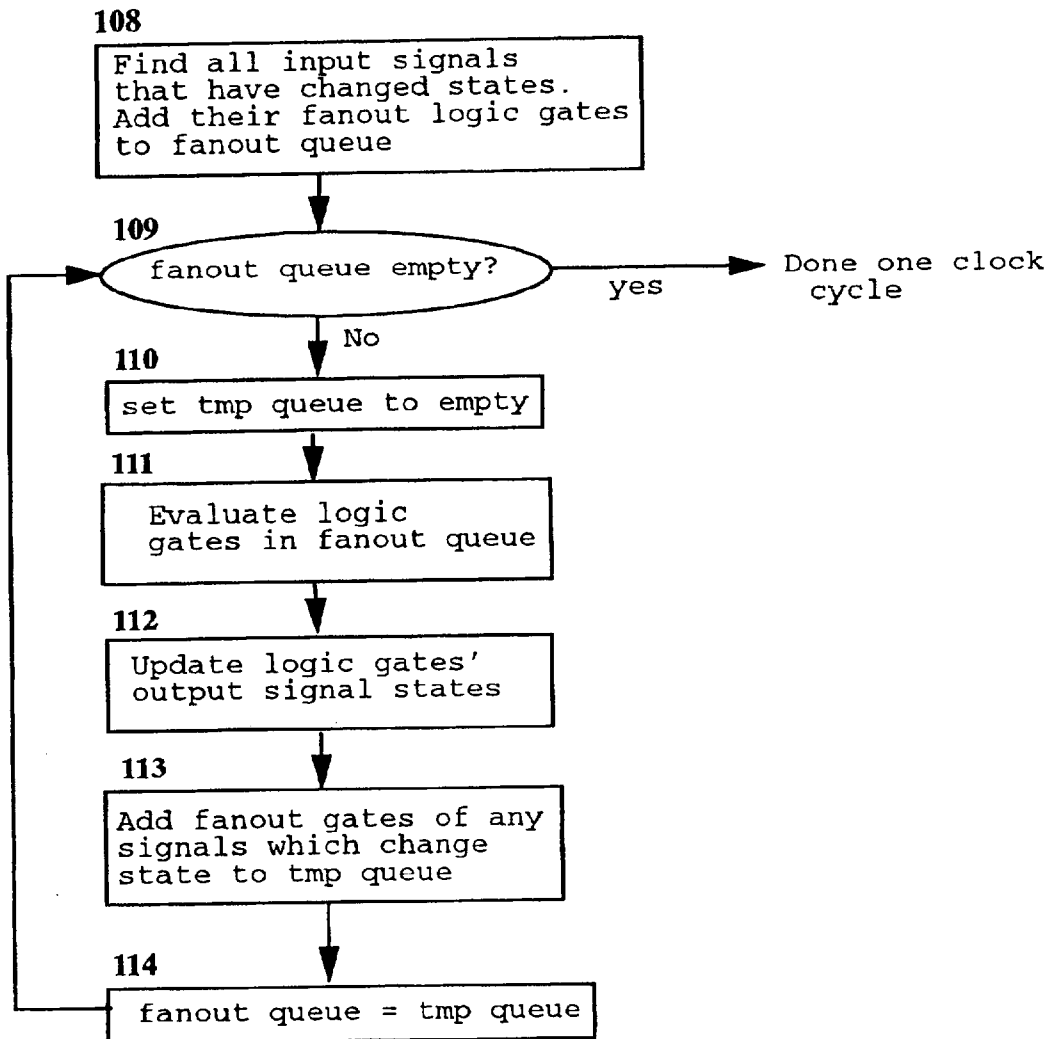 108
Find all input signals
that have changed states.
Add their fanout logic gates
to fanout queue
109
fanout queue empty?
yes
Done one clock
cycle
No
110
set tmp queue to empty
111
Evaluate logic
gates in fanout queue
112
Update logic gates'
output signal states
113
Add fanout gates of any
signals which change
state to tmp queue
114
fanout queue = tmp queue